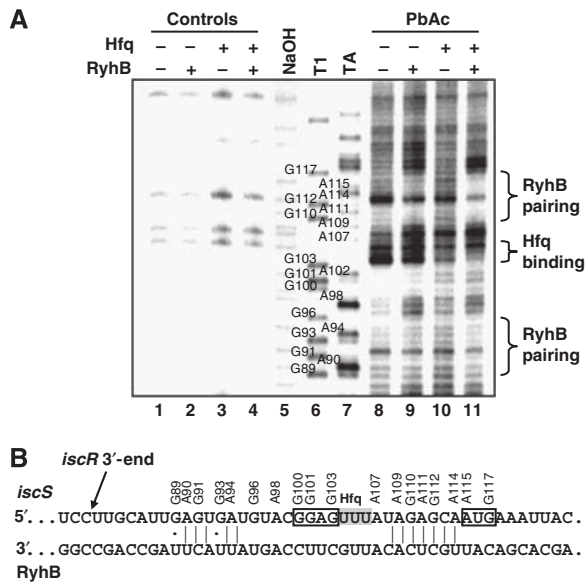 A
Controls PbAc
Hfq – – + + – – + +
RyhB – + – + – + – +
NaOH T1 TA
G117
A115
A114
G112
A111
G110
A109
A107
G103
A102
G101
G100
A98
G96
A94
G93
G91
A90
G89
RyhB pairing
Hfq binding
RyhB pairing
1 2 3 4 5 6 7 8 9 10 11
B
iscR 3′-end
iscS
G89 A90 G91 G93 A94 G96 A98 G100 G101 G103 Hfq A107 A109 G110 A111 G112 A114 A115 G117
5′...UCCUUGCAUUGAGUGAUGUACGGAGUUUAUAGAGCAAUGAAAUUAC.
3′...GGCCGACCGAUUCAUUAUGACCUUCGUUACACUCGUUACAGCACGA.
RyhB